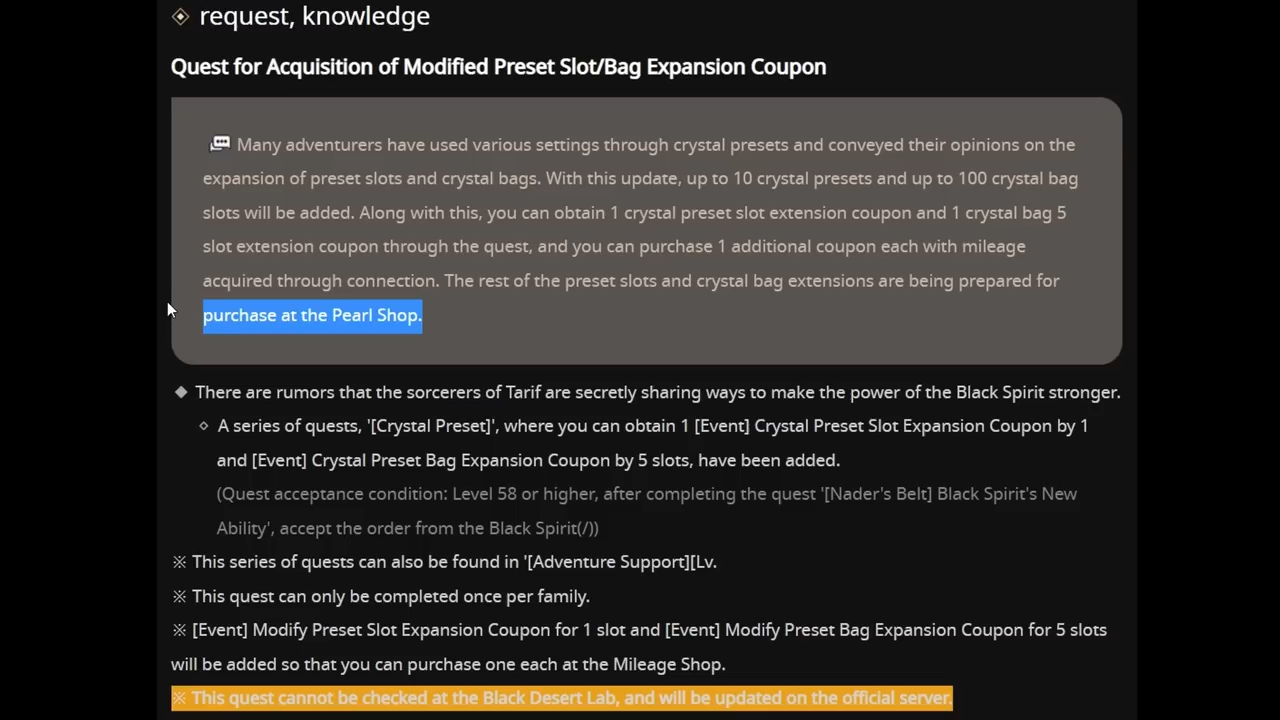 request, knowledge
Quest for Acquisition of Modified Preset Slot/Bag Expansion Coupon
Many adventurers have used various settings through crystal presets and conveyed their opinions on the
expansion of preset slots and crystal bags. With this update, up to 10 crystal presets and up to 100 crystal bag
slots will be added. Along with this, you can obtain 1 crystal preset slot extension coupon and 1 crystal bag 5
slot extension coupon through the quest, and you can purchase 1 additional coupon each with mileage
acquired through connection. The rest of the preset slots and crystal bag extensions are being prepared for
purchase at the Pearl Shop.
◆ There are rumors that the sorcerers of Tarif are secretly sharing ways to make the power of the Black Spirit stronger.
⋄ A series of quests, '[Crystal Preset]', where you can obtain 1 [Event] Crystal Preset Slot Expansion Coupon by 1
and [Event] Crystal Preset Bag Expansion Coupon by 5 slots, have been added.
(Quest acceptance condition: Level 58 or higher, after completing the quest '[Nader's Belt] Black Spirit's New
Ability', accept the order from the Black Spirit(/))
※ This series of quests can also be found in '[Adventure Support][Lv.
※ This quest can only be completed once per family.
※ [Event] Modify Preset Slot Expansion Coupon for 1 slot and [Event] Modify Preset Bag Expansion Coupon for 5 slots
will be added so that you can purchase one each at the Mileage Shop.
※ This quest cannot be checked at the Black Desert Lab, and will be updated on the official server.